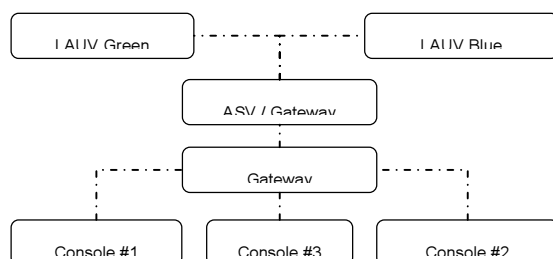 LAUV Green
LAUV Blue
ASV / Gateway
Gateway
Console #1
Console #3
Console #2